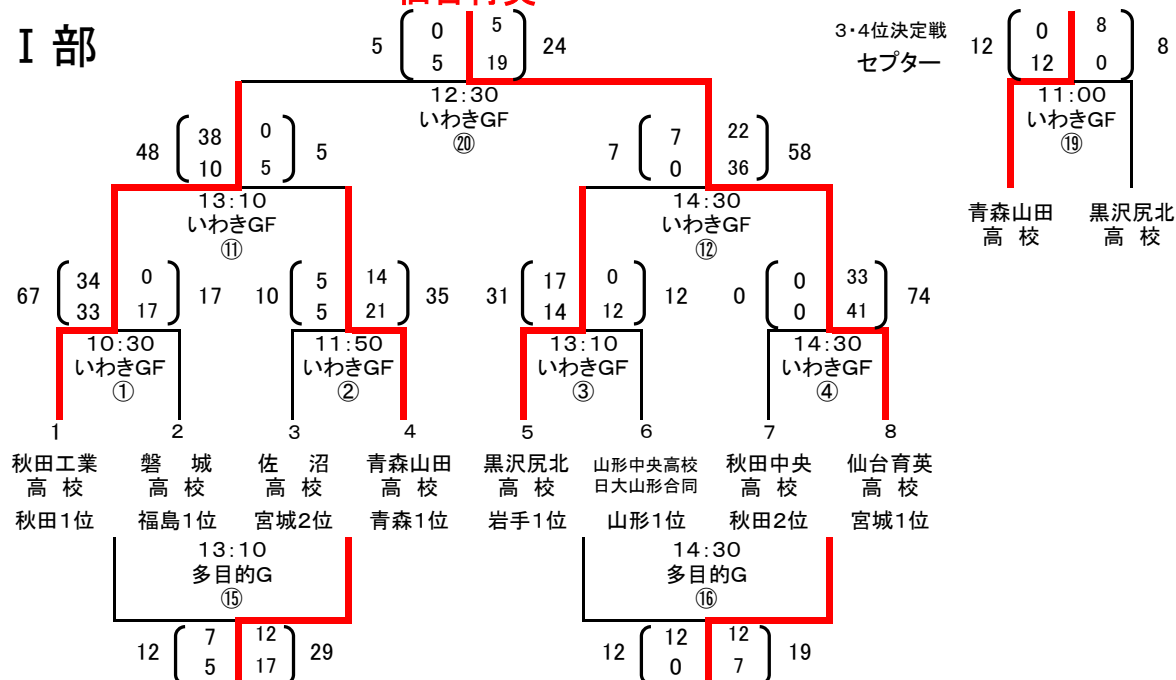 仙台育英
Ⅰ部
5 0 5 24
5 19
12:30
いわきGF
⑳
3・4位決定戦
セプター
12 0 8 8
12 0
11:00
いわきGF
⑲
青森山田 黒沢尻北
高校 高校
48 38 0 5
10 5
13:10
いわきGF
⑪
7 7 22 58
0 36
14:30
いわきGF
⑫
67 34 0 17
33 17
10:30
いわきGF
①
10 5 14 35
5 21
11:50
いわきGF
②
31 17 0 12
14 12
13:10
いわきGF
③
0 0 33 74
0 41
14:30
いわきGF
④
1 2 3 4 5 6 7 8
秋田工業 磐城 佐沼 青森山田 黒沢尻北 山形中央高校 秋田中央 仙台育英
高校 高校 高校 高校 高校 日大山形合同 高校 高校
秋田1位 福島1位 宮城2位 青森1位 岩手1位 山形1位 秋田2位 宮城1位
13:10
多目的G
⑮
12 7 12 29
5 17
14:30
多目的G
⑯
12 12 12 19
0 7